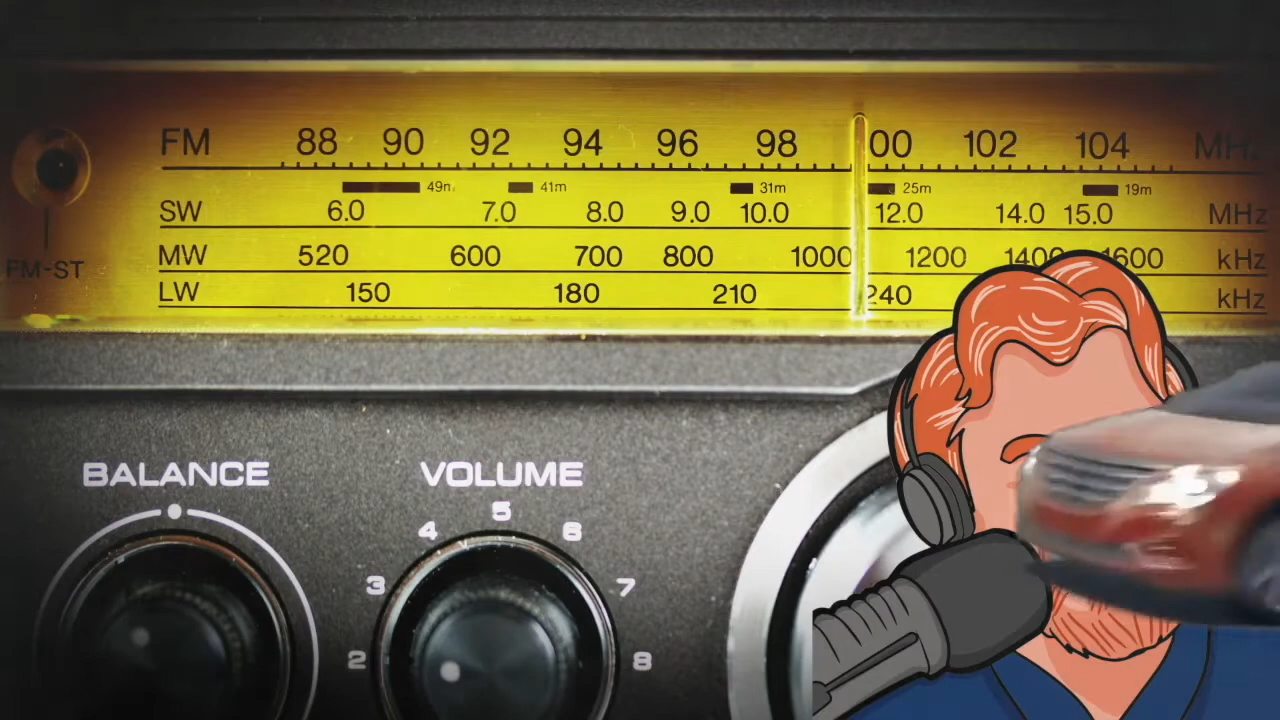 FM 88 90 92 94 96 98 00 102 104 MHz
49m 41m 31m 25m 19m
SW 6.0 7.0 8.0 9.0 10.0 12.0 14.0 15.0 MHz
MW 520 600 700 800 1000 1200 1400 1600 kHz
LW 150 180 210 240 kHz
FM-ST
BALANCE
VOLUME
2 3 4 5 6 7 8